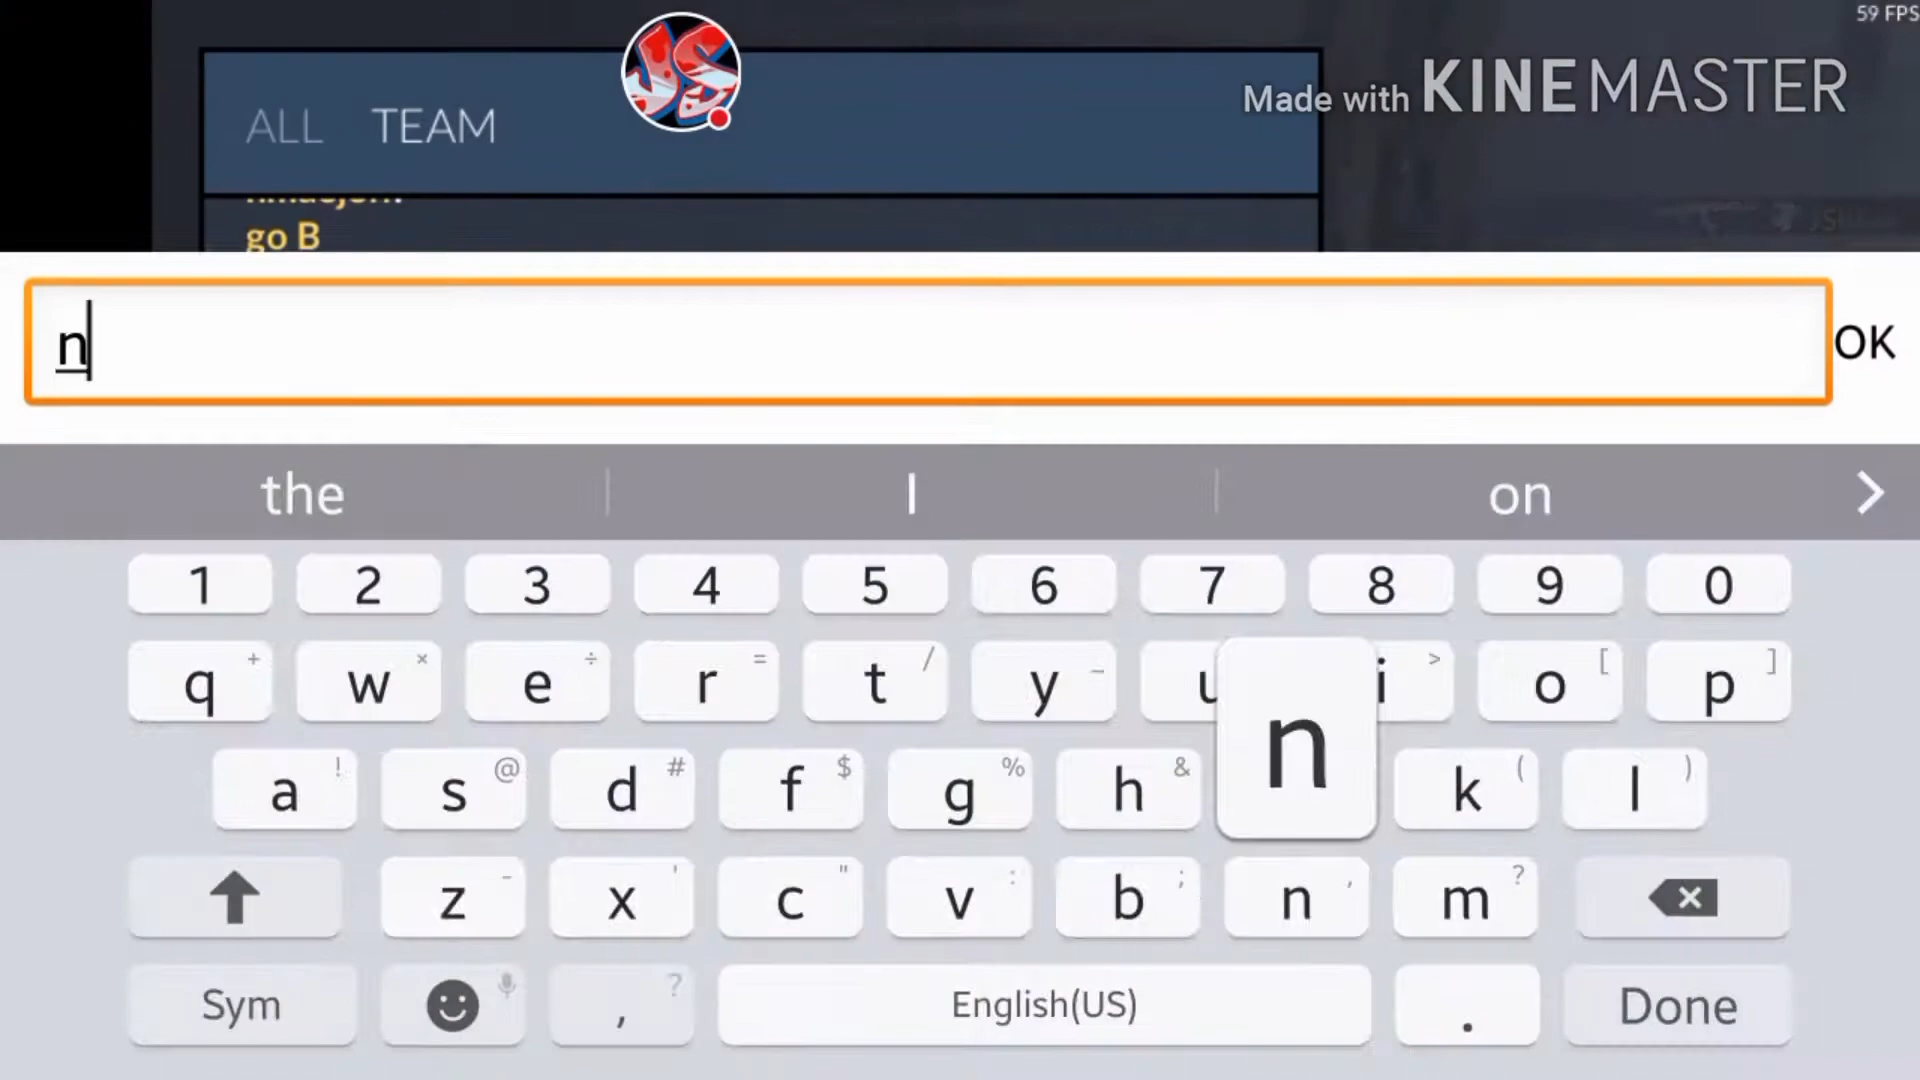 59 FPS
Made with KINEMASTER
JS
ALL TEAM
go B
n
OK
the I on
1 2 3 4 5 6 7 8 9 0
q + w × e ÷ r = t / y _ u i > o [ p ]
n
a ! s @ d # f $ g % h & k ( l )
z - x ' c " v : b ; n , m ?
Sym , ? English(US) . Done